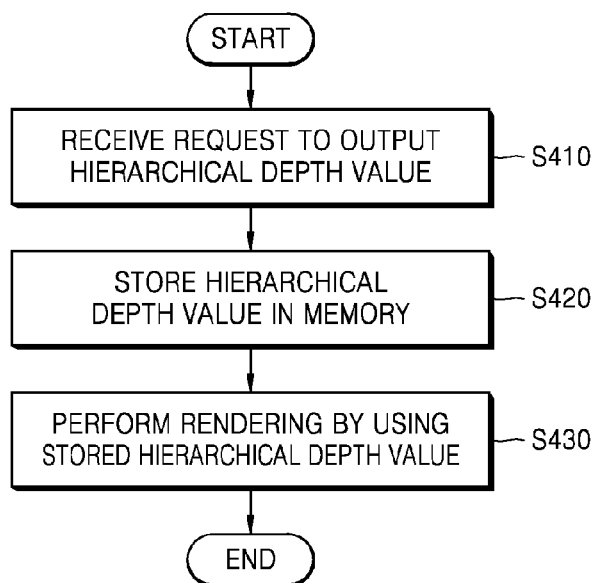 START
RECEIVE REQUEST TO OUTPUT
HIERARCHICAL DEPTH VALUE
S410
STORE HIERARCHICAL
DEPTH VALUE IN MEMORY
S420
PERFORM RENDERING BY USING
STORED HIERARCHICAL DEPTH VALUE
S430
END